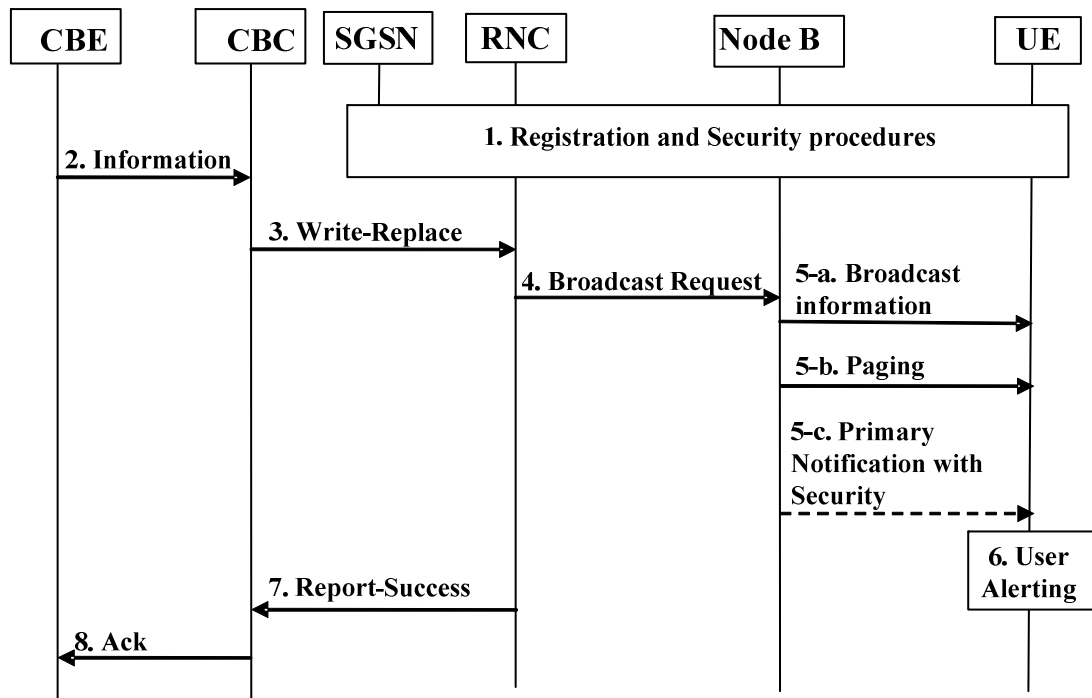 CBE
CBC
SGSN
RNC
Node B
UE
1. Registration and Security procedures
2. Information
3. Write-Replace
4. Broadcast Request
5-a. Broadcast
information
5-b. Paging
5-c. Primary
Notification with
Security
6. User
Alerting
7. Report-Success
8. Ack